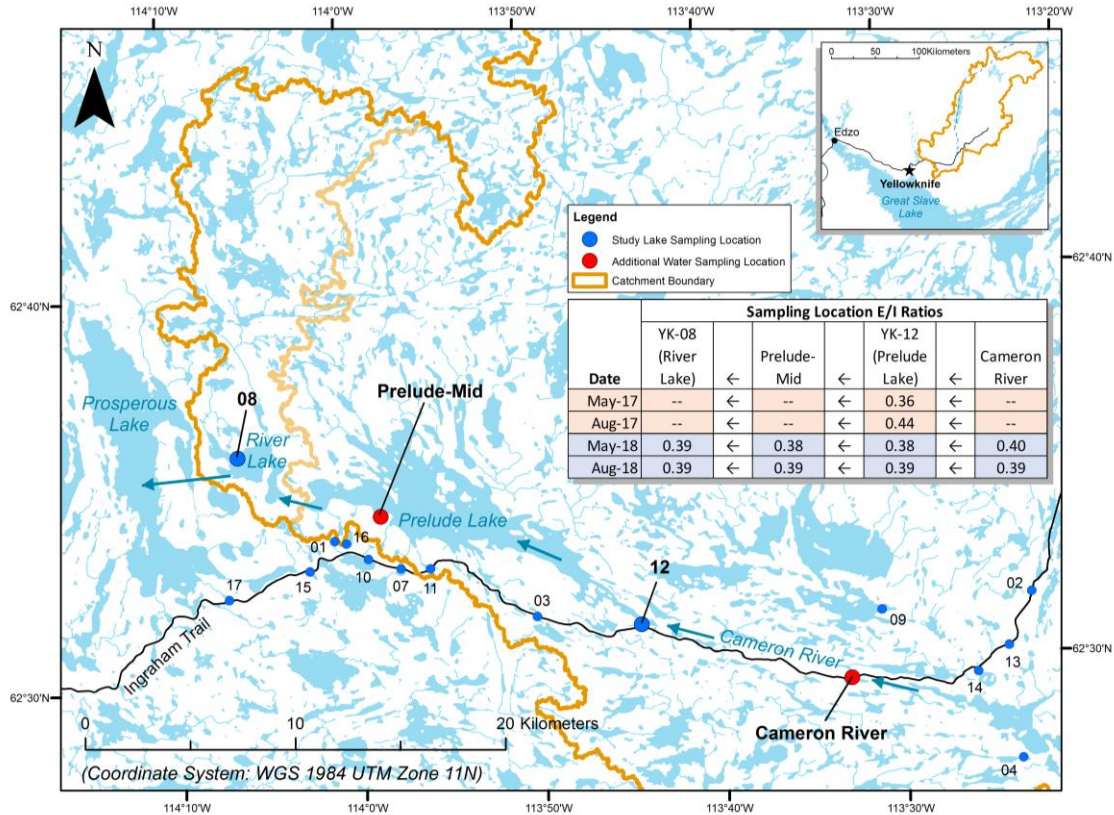 114°10'W 114°0'W 113°50'W 113°40'W 113°30'W 113°20'W
N
0 50 100Kilometers
Edzo
Yellowknife
Great Slave
Lake
Legend
Study Lake Sampling Location
Additional Water Sampling Location
Catchment Boundary
62°40'N
62°40'N
Sampling Location E/I Ratios
Date YK-08 (River Lake) ← Prelude-Mid ← YK-12 (Prelude Lake) ← Cameron River
May-17 -- ← -- ← 0.36 ← --
Aug-17 -- ← -- ← 0.44 ← --
May-18 0.39 ← 0.38 ← 0.38 ← 0.40
Aug-18 0.39 ← 0.39 ← 0.39 ← 0.39
Prelude-Mid
Prosperous
Lake
08
River
Lake
Prelude Lake
01
16
10
07
11
15
17
03
12
09
02
13
14
04
Ingraham Trail
Cameron River
62°30'N
62°30'N
Cameron River
0 10 20 Kilometers
(Coordinate System: WGS 1984 UTM Zone 11N)
114°10'W 114°0'W 113°50'W 113°40'W 113°30'W